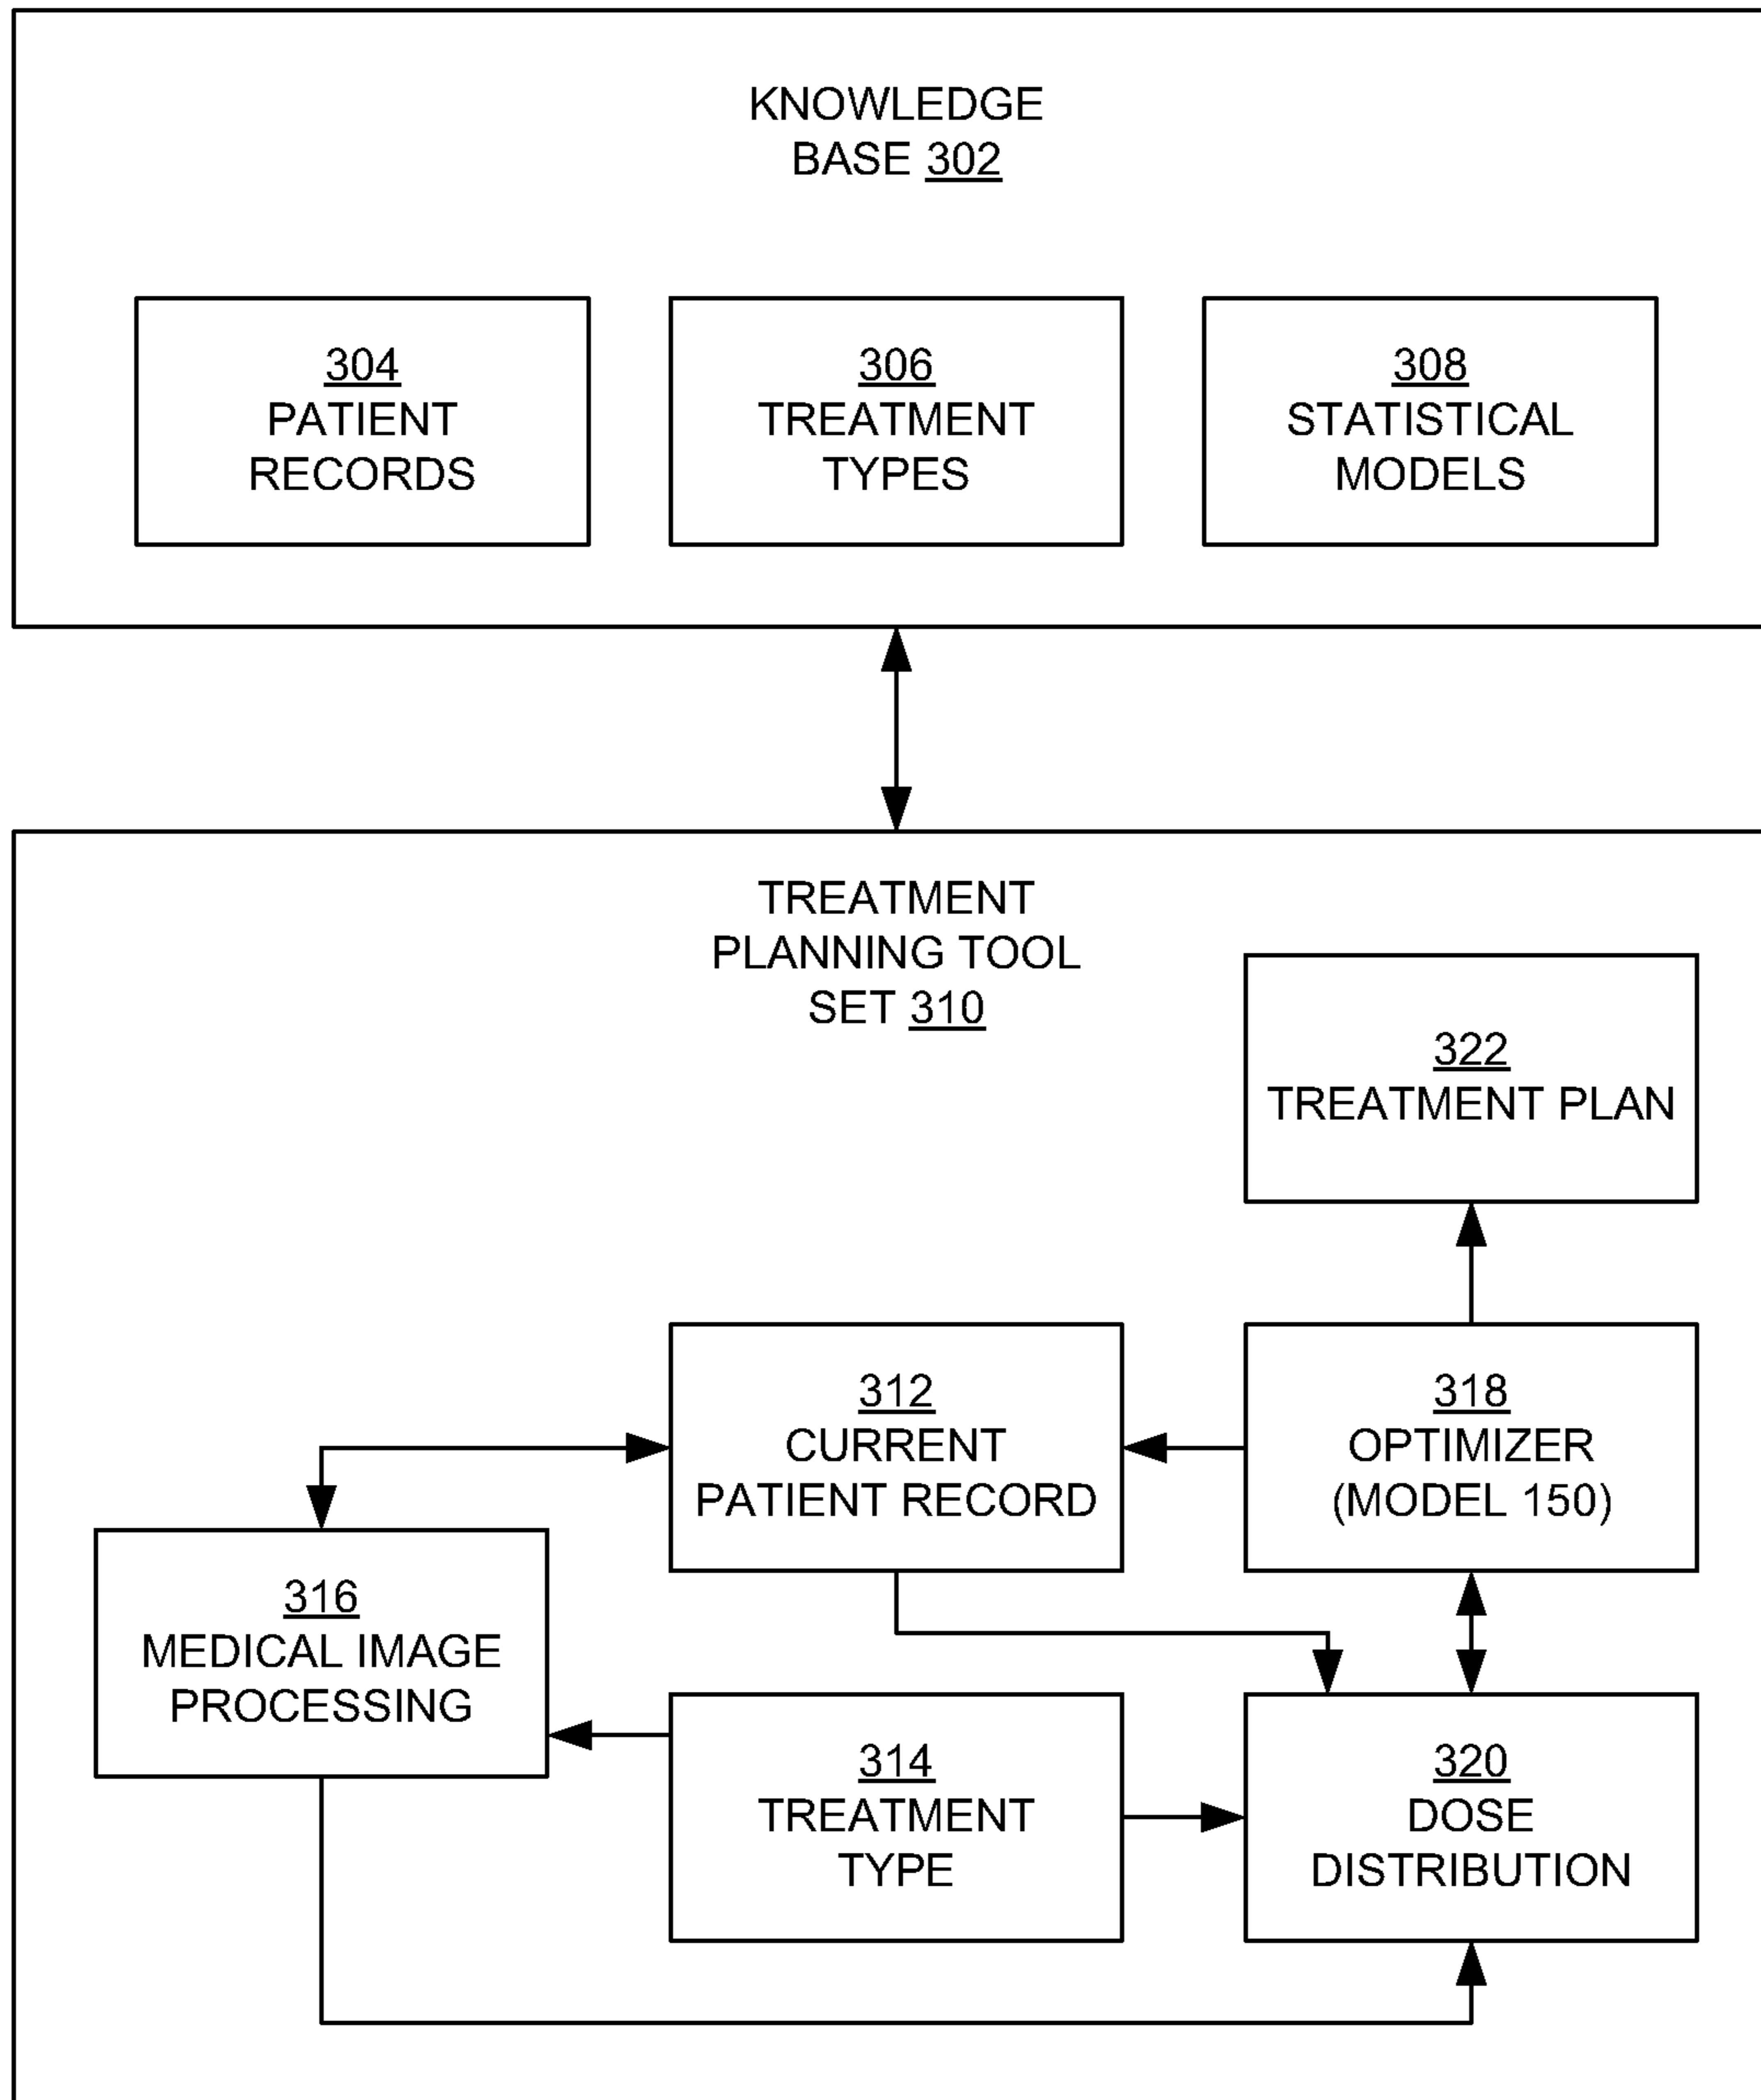 KNOWLEDGE
BASE 302
304
PATIENT
RECORDS
306
TREATMENT
TYPES
308
STATISTICAL
MODELS
TREATMENT
PLANNING TOOL
SET 310
322
TREATMENT PLAN
312
CURRENT
PATIENT RECORD
318
OPTIMIZER
(MODEL 150)
316
MEDICAL IMAGE
PROCESSING
314
TREATMENT
TYPE
320
DOSE
DISTRIBUTION